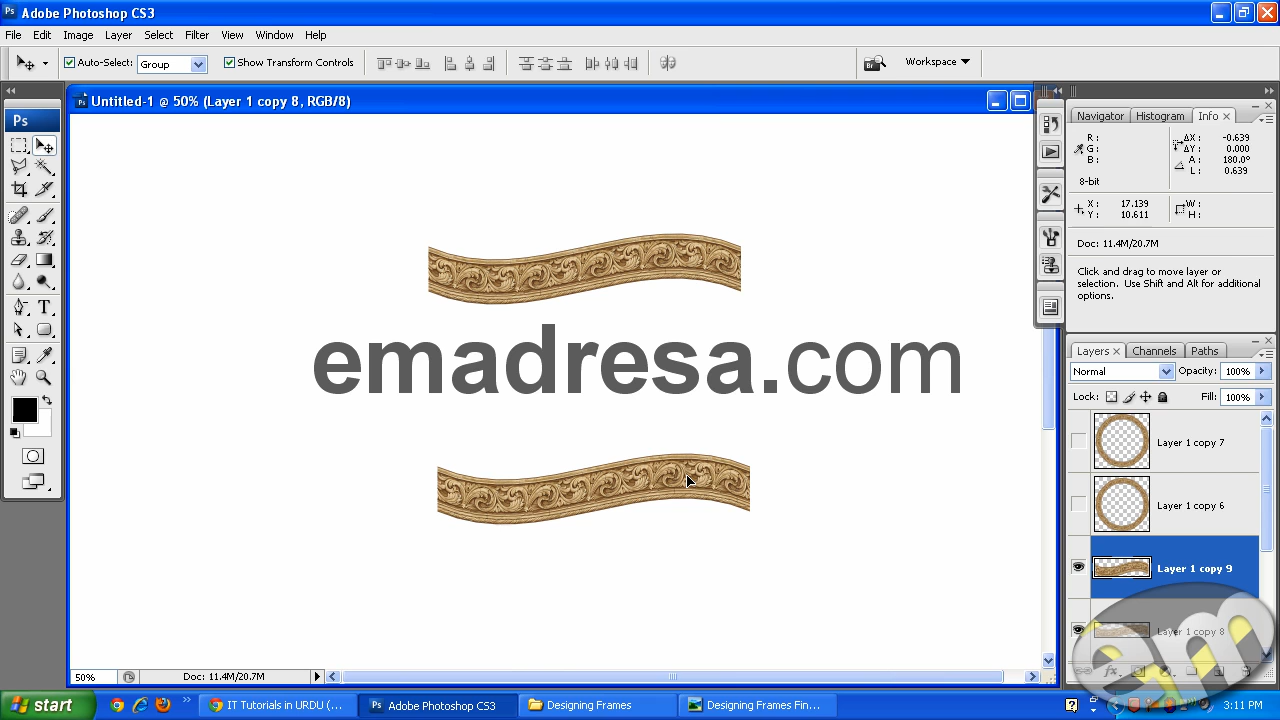 Adobe Photoshop CS3
File Edit Image Layer Select Filter View Window Help
Auto-Select: Group Show Transform Controls Workspace
Ps
Untitled-1 @ 50% (Layer 1 copy 8, RGB/8)
Navigator Histogram Info
R: G: B: ΔX: -0.639
ΔY: 0.000
A: 180.0°
L: 0.639
8-bit
X: 17.139 W:
Y: 10.611 H:
Doc: 11.4M/20.7M
Click and drag to move layer or
selection. Use Shift and Alt for additional
options.
emadresa.com
Layers Channels Paths
Normal Opacity: 100%
Lock: Fill: 100%
Layer 1 copy 7
Layer 1 copy 6
Layer 1 copy 9
Layer 1 copy 8
em
50% Doc: 11.4M/20.7M
start IT Tutorials in URDU (... Adobe Photoshop CS3 Designing Frames Designing Frames Fin... 3:11 PM